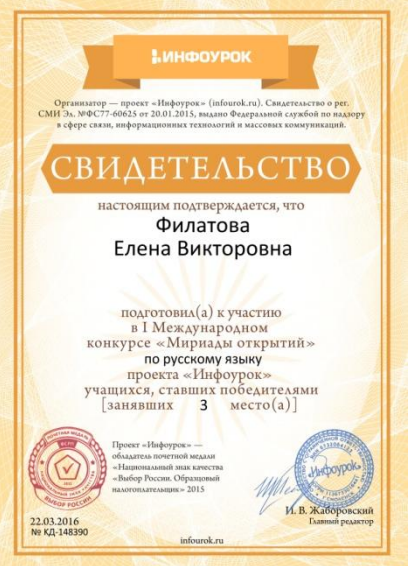 ИНФОУРОК
Организатор — проект «Инфоурок» (infourok.ru). Свидетельство о рег.
СМИ Эл. №ФС77-60625 от 20.01.2015, выдано Федеральной службой по надзору
в сфере связи, информационных технологий и массовых коммуникаций.
СВИДЕТЕЛЬСТВО
настоящим подтверждается, что
Филатова
Елена Викторовна
подготовил(а) к участию
в I Международном
конкурсе «Мириады открытий»
по русскому языку
проекта «Инфоурок»
учащихся, ставших победителями
[занявших 3 место(а)]
Проект «Инфоурок» —
обладатель почетной медали
«Национальный знак качества
«Выбор России. Образцовый
налогоплательщик» 2015
ВЫБОР РОССИИ
«Инфоурок»
И. В. Жаборовский
Главный редактор
22.03.2016
№ КД-148390
infourok.ru